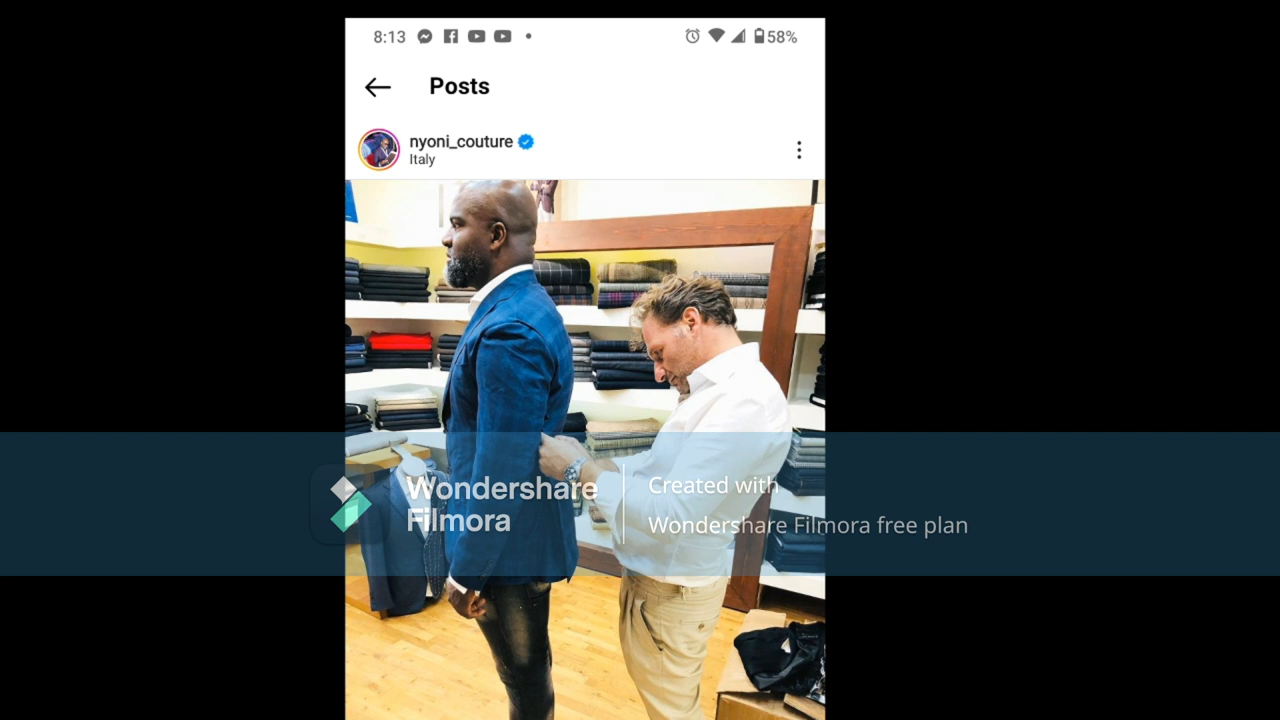 8:13
58%
Posts
nyoni_couture
Italy
Wondershare
Filmora
Created with
Wondershare Filmora free plan